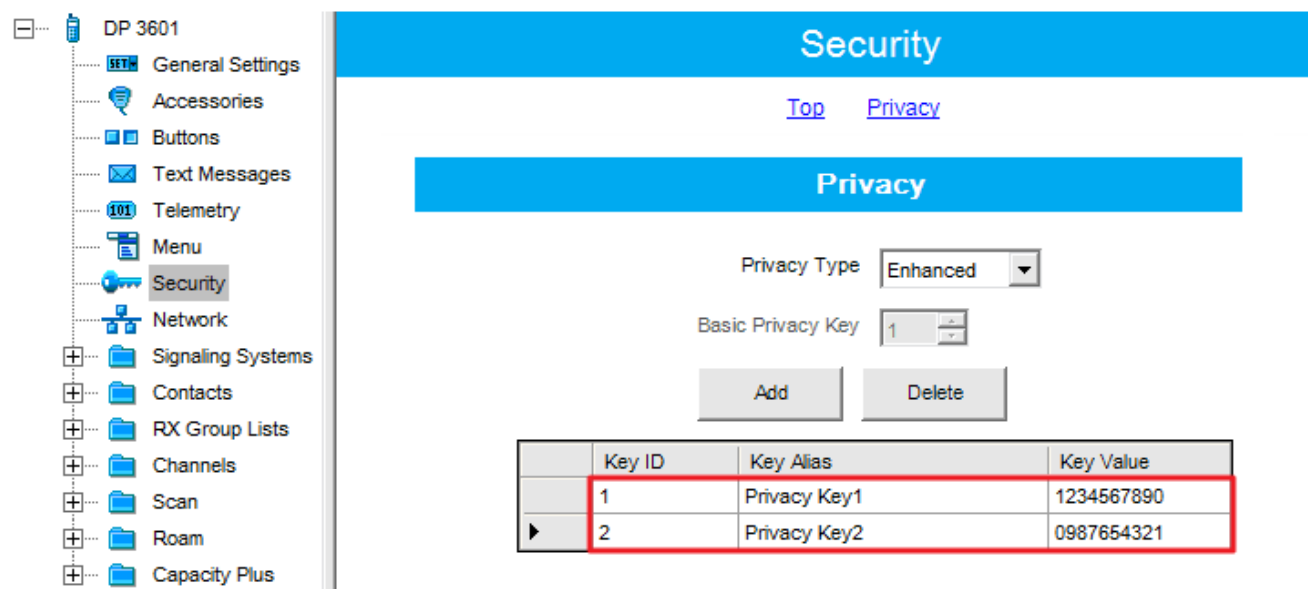 DP 3601
SET General Settings
Accessories
Buttons
Text Messages
101 Telemetry
Menu
Security
Network
Signaling Systems
Contacts
RX Group Lists
Channels
Scan
Roam
Capacity Plus
Security
Top Privacy
Privacy
Privacy Type Enhanced
Basic Privacy Key 1
Add Delete
Key ID Key Alias Key Value
1 Privacy Key1 1234567890
2 Privacy Key2 0987654321